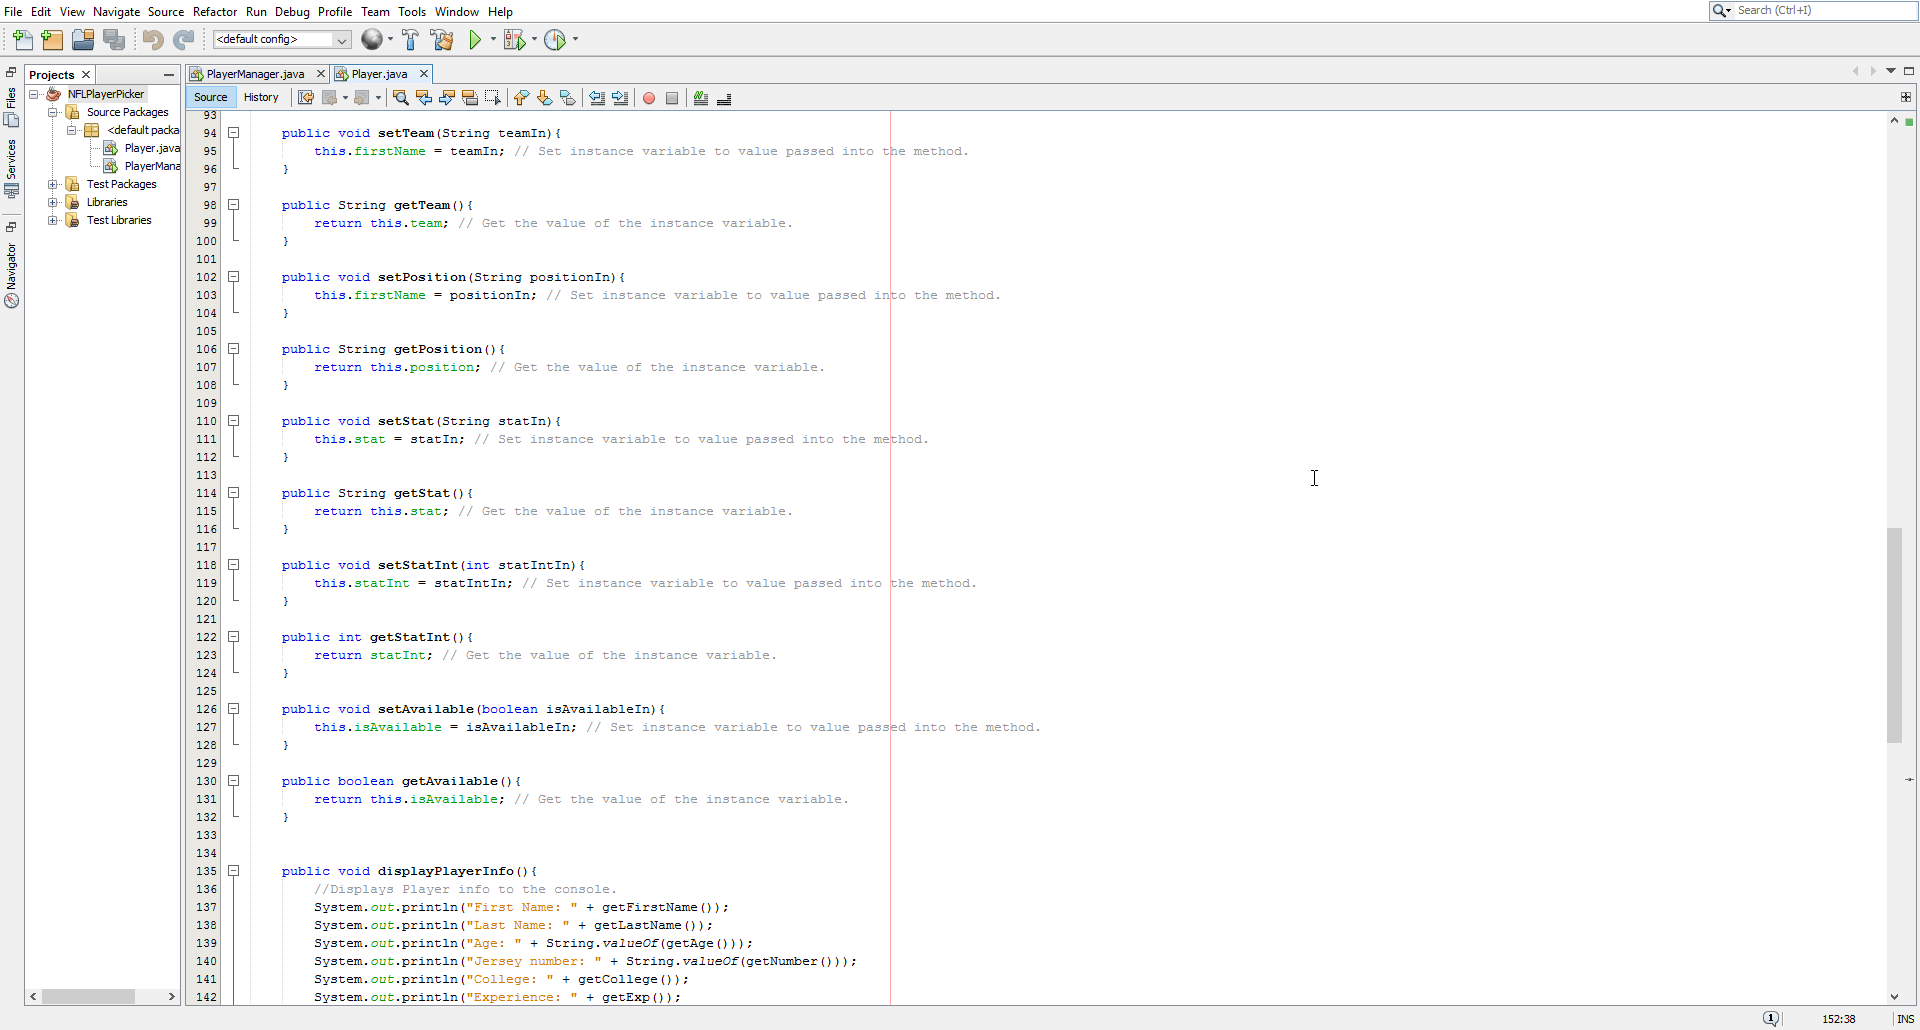 File Edit View Navigate Source Refactor Run Debug Profile Team Tools Window Help
Search (Ctrl+I)
<default config>
Projects
Files
Services
Navigator
NFLPlayerPicker
Source Packages
<default packa
Player.java
PlayerMana
Test Packages
Libraries
Test Libraries
PlayerManager.java Player.java
Source History
93
94 public void setTeam(String teamIn){
95 this.firstName = teamIn; // Set instance variable to value passed into the method.
96 }
97
98 public String getTeam(){
99 return this.team; // Get the value of the instance variable.
100 }
101
102 public void setPosition(String positionIn){
103 this.firstName = positionIn; // Set instance variable to value passed into the method.
104 }
105
106 public String getPosition(){
107 return this.position; // Get the value of the instance variable.
108 }
109
110 public void setStat(String statIn){
111 this.stat = statIn; // Set instance variable to value passed into the method.
112 }
113
114 public String getStat(){
115 return this.stat; // Get the value of the instance variable.
116 }
117
118 public void setStatInt(int statIntIn){
119 this.statInt = statIntIn; // Set instance variable to value passed into the method.
120 }
121
122 public int getStatInt(){
123 return statInt; // Get the value of the instance variable.
124 }
125
126 public void setAvailable(boolean isAvailableIn){
127 this.isAvailable = isAvailableIn; // Set instance variable to value passed into the method.
128 }
129
130 public boolean getAvailable(){
131 return this.isAvailable; // Get the value of the instance variable.
132 }
133
134
135 public void displayPlayerInfo(){
136 //Displays Player info to the console.
137 System.out.println("First Name: " + getFirstName());
138 System.out.println("Last Name: " + getLastName());
139 System.out.println("Age: " + String.valueOf(getAge()));
140 System.out.println("Jersey number: " + String.valueOf(getNumber()));
141 System.out.println("College: " + getCollege());
142 System.out.println("Experience: " + getExp());
1 152:38 INS